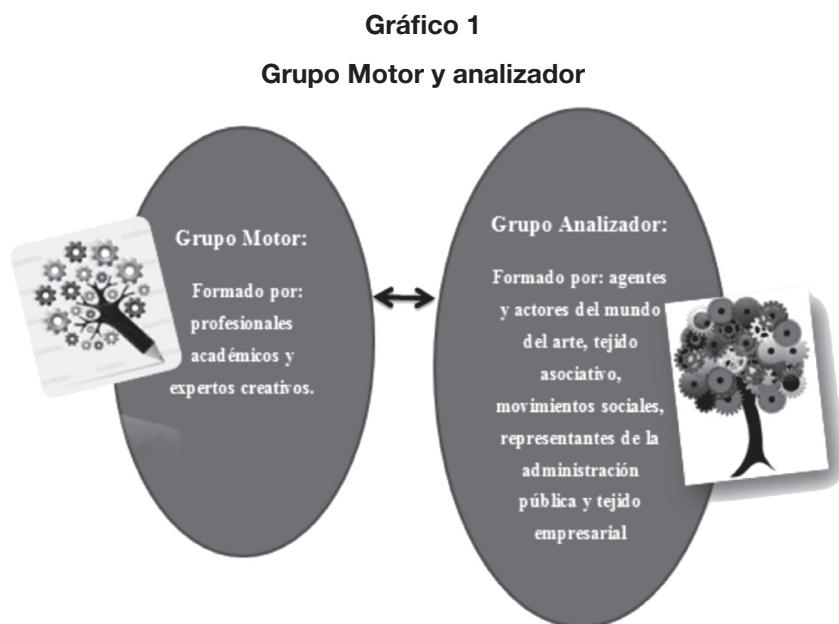 Gráfico 1
Grupo Motor y analizador
Grupo Motor:
Formado por:
profesionales
académicos y
expertos creativos.
Grupo Analizador:
Formado por: agentes
y actores del mundo
del arte, tejido
asociativo,
movimientos sociales,
representantes de la
administración
pública y tejido
empresarial